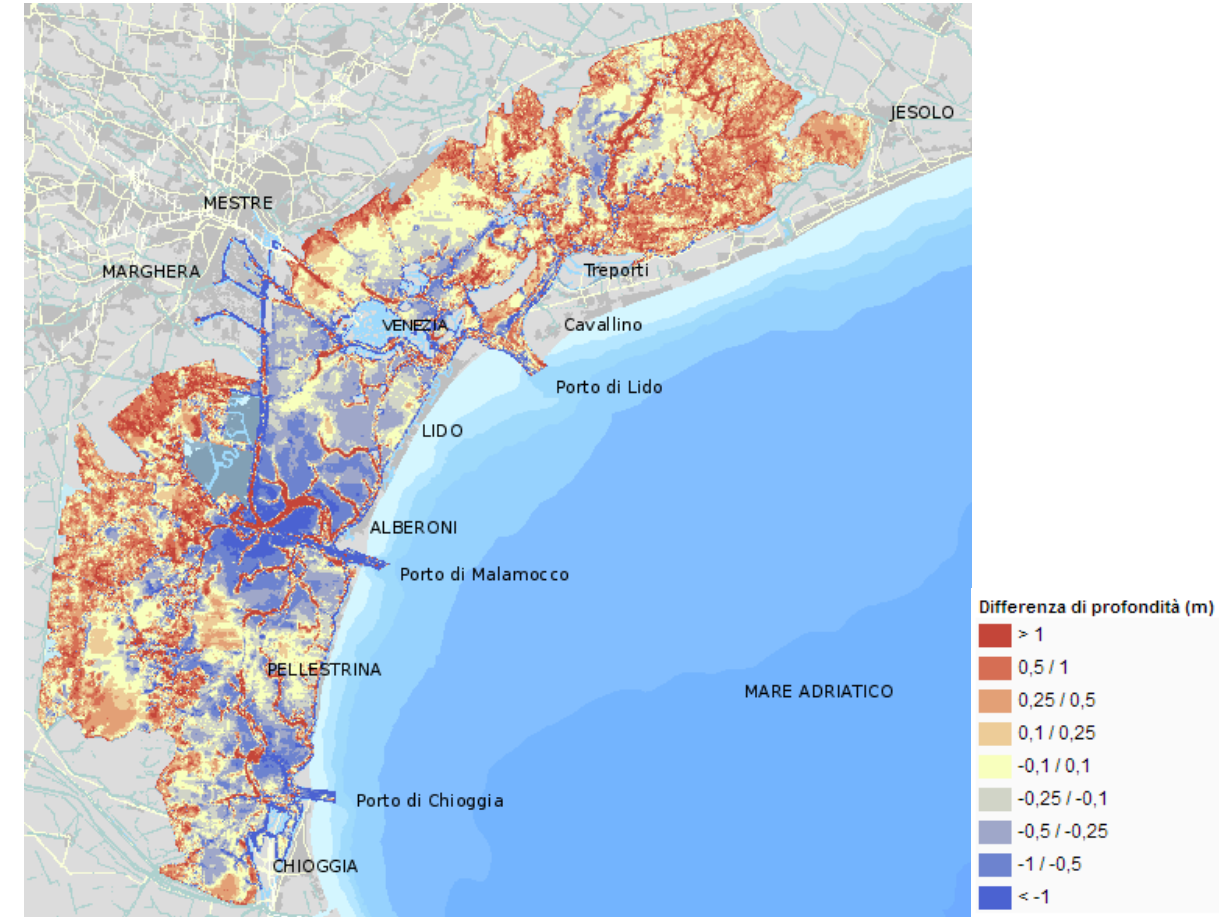 JESOLO
MESTRE
MARGHERA
Treporti
VENEZIA
Cavallino
Porto di Lido
LIDO
ALBERONI
Porto di Malamocco
PELLESTRINA
MARE ADRIATICO
Porto di Chioggia
CHIOGGIA
Differenza di profondità (m)
> 1
0,5 / 1
0,25 / 0,5
0,1 / 0,25
-0,1 / 0,1
-0,25 / -0,1
-0,5 / -0,25
-1 / -0,5
< -1